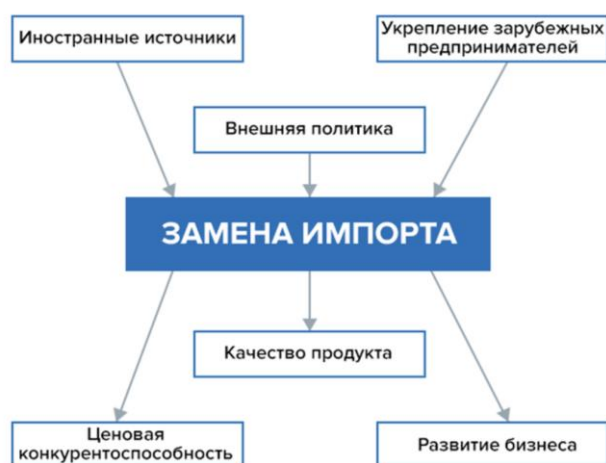 Иностранные источники
Укрепление зарубежных
предпринимателей
Внешняя политика
ЗАМЕНА ИМПОРТА
Качество продукта
Ценовая
конкурентоспособность
Развитие бизнеса